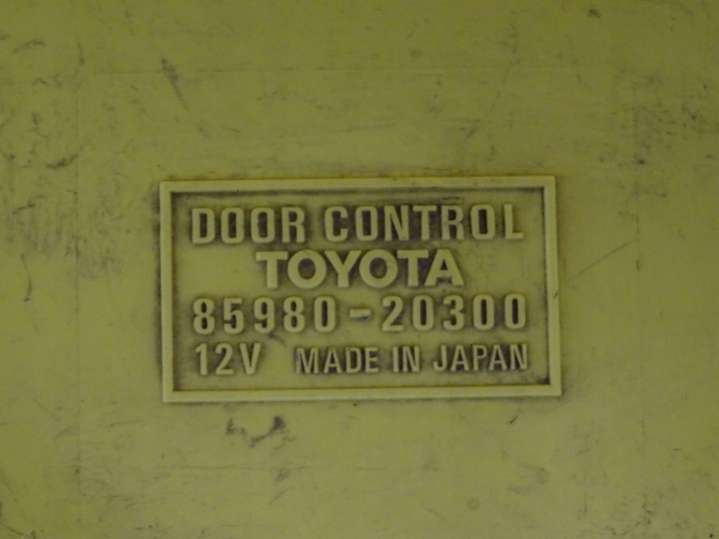 DOOR CONTROL
TOYOTA
85980-20300
12V MADE IN JAPAN